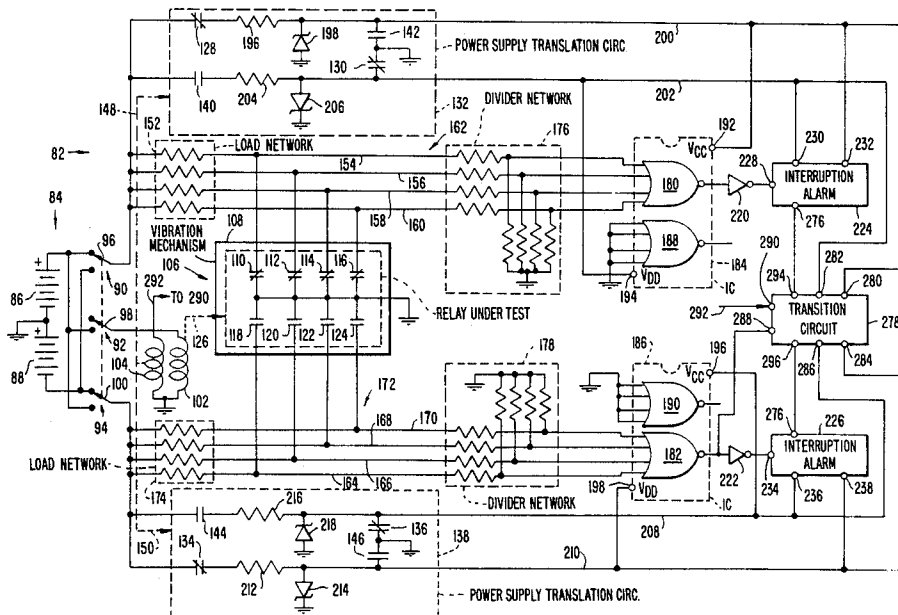 128 196 198 142 200
POWER SUPPLY TRANSLATION CIRC.
130
140 204 206 132 202
148
DIVIDER NETWORK
152 LOAD NETWORK 162 176 192 230 232
82
154 VCC 228
156 180 220 INTERRUPTION ALARM
84 158 276 224
160
VIBRATION MECHANISM 108
96 188 290
106 110 112 114 116 184 294 282 280
292 VDD IC
86 90 TO 290 194 292 TRANSITION CIRCUIT
98 RELAY UNDER TEST 288 278
92 126 118 120 122 124 296 286 284
88 104 178 186 196
100 102 172 VCC
94 190 276 226
170
168 182 222 INTERRUPTION ALARM
LOAD NETWORK 166 198 234 236 238
174 164 VDD IC
DIVIDER NETWORK
216 218 136 138 208
150 144
134 146 210
212 214
POWER SUPPLY TRANSLATION CIRC.